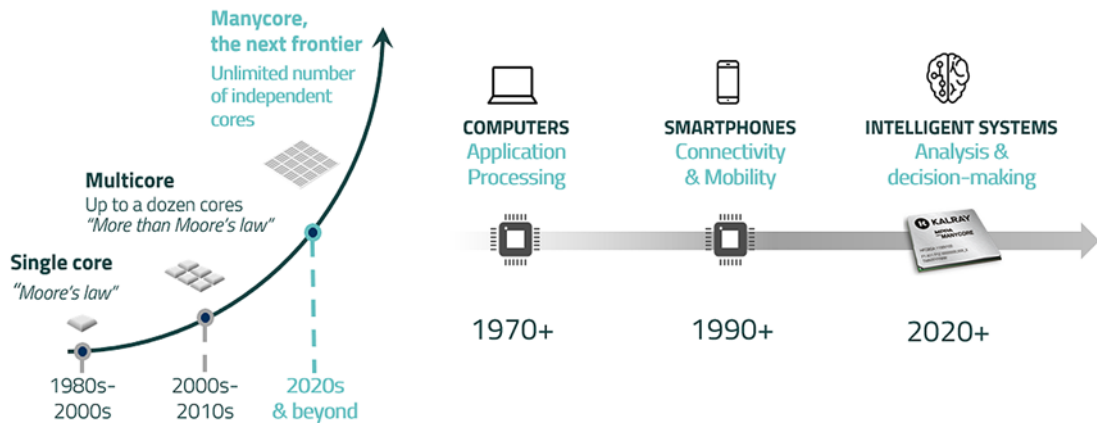 Manycore,
the next frontier
Unlimited number
of independent
cores
Multicore
Up to a dozen cores
“More than Moore’s law”
Single core
“Moore’s law”
1980s-
2000s
2000s-
2010s
2020s
& beyond
COMPUTERS
Application
Processing
SMARTPHONES
Connectivity
& Mobility
INTELLIGENT SYSTEMS
Analysis &
decision-making
KALRAY
MANYCORE
1970+
1990+
2020+